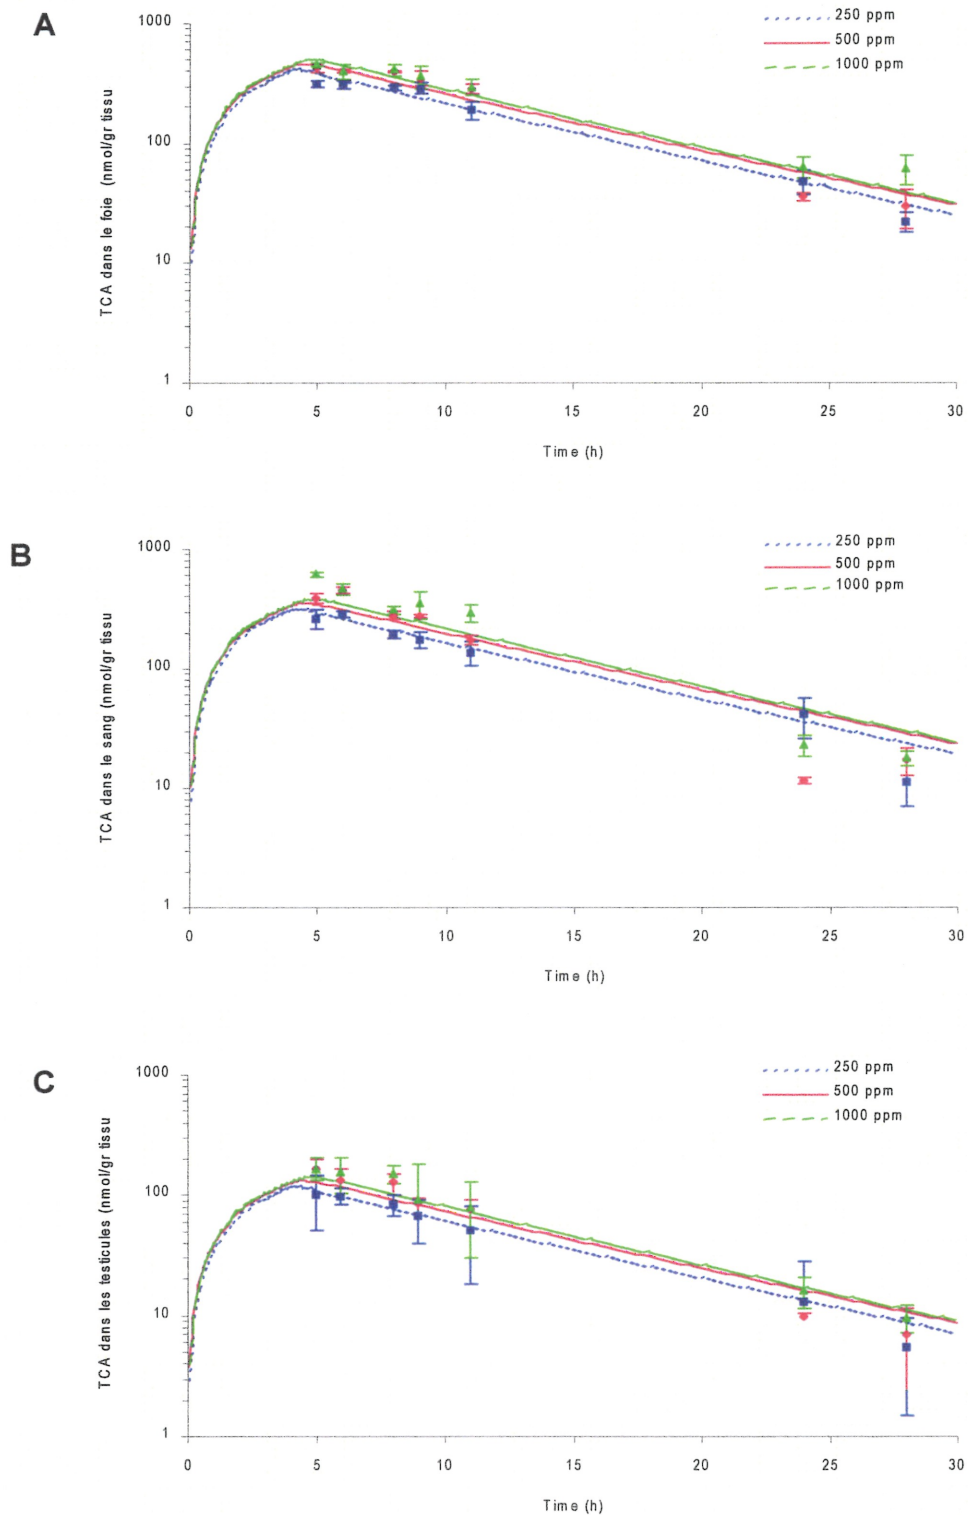 A
250 ppm
500 ppm
1000 ppm
TCA dans le foie (nmol/gr tissu
1000
100
10
1
0 5 10 15 20 25 30
Time (h)
B
250 ppm
500 ppm
1000 ppm
TCA dans le sang (nmol/gr tissu)
1000
100
10
1
0 5 10 15 20 25 30
Time (h)
C
250 ppm
500 ppm
1000 ppm
TCA dans les testicules (nmol/gr tissu
1000
100
10
1
0 5 10 15 20 25 30
Time (h)